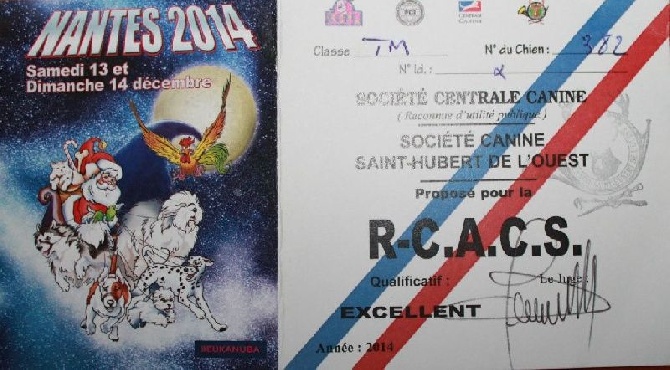 NANTES 2014
Samedi 13 et
Dimanche 14 décembre
EUKANUBA
Classe TM N° du Chien : 382
N° Id. :
SOCIÉTÉ CENTRALE CANINE
( Reconnue d'utilité publique )
SOCIÉTÉ CANINE
SAINT-HUBERT DE L'OUEST
Proposé pour la
R-C.A.C.S.
Qualificatif : Le Juge :
EXCELLENT
Année : 2014